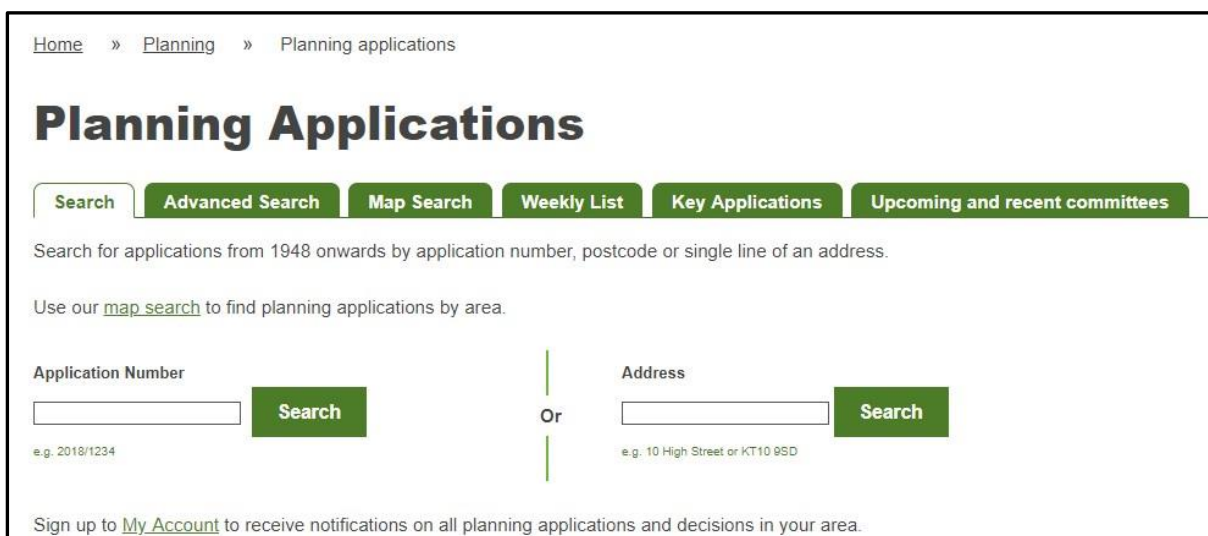 Home » Planning » Planning applications
Planning Applications
Search Advanced Search Map Search Weekly List Key Applications Upcoming and recent committees
Search for applications from 1948 onwards by application number, postcode or single line of an address.
Use our map search to find planning applications by area.
Application Number
Search
e.g. 2018/1234
Or
Address
Search
e.g. 10 High Street or KT10 9SD
Sign up to My Account to receive notifications on all planning applications and decisions in your area.